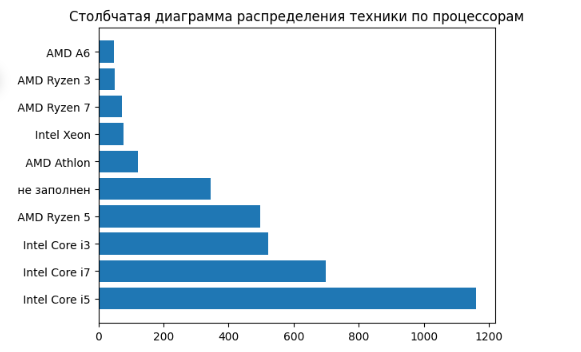 Столбчатая диаграмма распределения техники по процессорам
AMD A6
AMD Ryzen 3
AMD Ryzen 7
Intel Xeon
AMD Athlon
не заполнен
AMD Ryzen 5
Intel Core i3
Intel Core i7
Intel Core i5
0 200 400 600 800 1000 1200